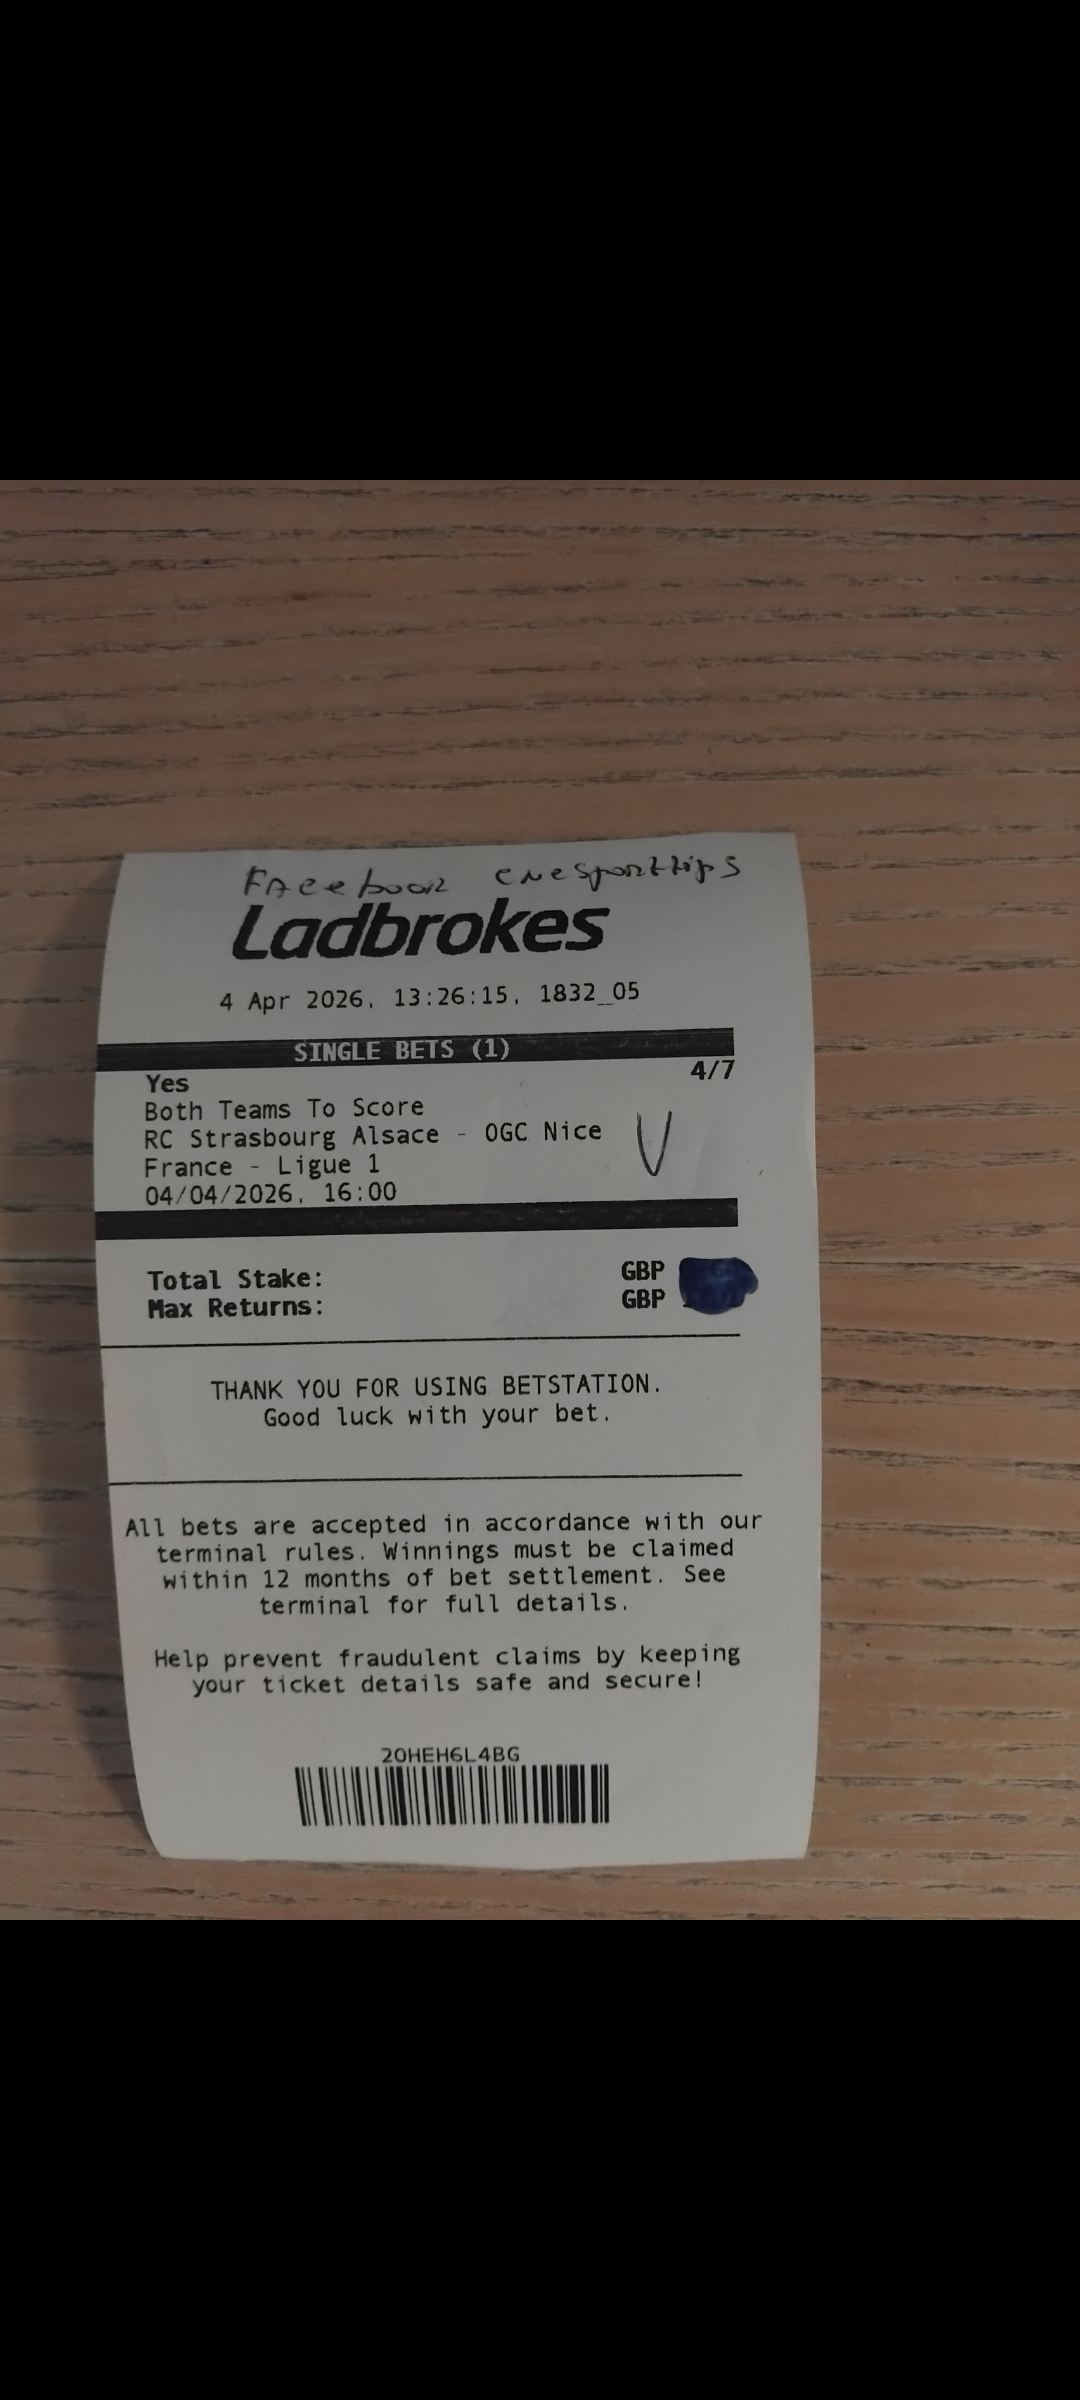 Facebook enesporttips
Ladbrokes
4 Apr 2026, 13:26:15, 1832_05
SINGLE BETS (1)
Yes 4/7
Both Teams To Score
RC Strasbourg Alsace - OGC Nice V
France - Ligue 1
04/04/2026, 16:00
Total Stake: GBP
Max Returns: GBP
THANK YOU FOR USING BETSTATION.
Good luck with your bet.
All bets are accepted in accordance with our
terminal rules. Winnings must be claimed
within 12 months of bet settlement. See
terminal for full details.
Help prevent fraudulent claims by keeping
your ticket details safe and secure!
20HEH6L4BG